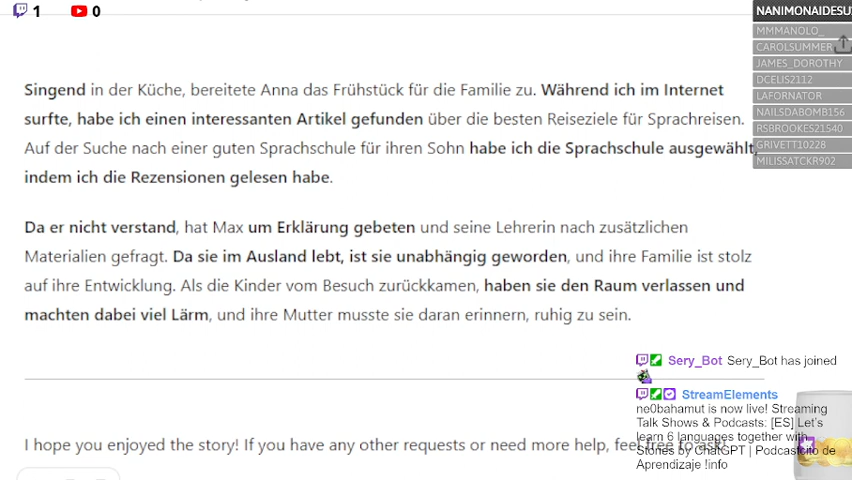 1 0
NANIMONAIDESU
MMMANOLO_
CAROLSUMMER
JAMES_DOROTHY
DCELIS2112
LAFORNATOR
NAILSDABOMB156
RSBROOKES21540
GRIVETT10228
MILISSATCKR902
Singend in der Küche, bereitete Anna das Frühstück für die Familie zu. Während ich im Internet
surfte, habe ich einen interessanten Artikel gefunden über die besten Reiseziele für Sprachreisen.
Auf der Suche nach einer guten Sprachschule für ihren Sohn habe ich die Sprachschule ausgewählt,
indem ich die Rezensionen gelesen habe.
Da er nicht verstand, hat Max um Erklärung gebeten und seine Lehrerin nach zusätzlichen
Materialien gefragt. Da sie im Ausland lebt, ist sie unabhängig geworden, und ihre Familie ist stolz
auf ihre Entwicklung. Als die Kinder vom Besuch zurückkamen, haben sie den Raum verlassen und
machten dabei viel Lärm, und ihre Mutter musste sie daran erinnern, ruhig zu sein.
I hope you enjoyed the story! If you have any other requests or need more help, feel free to ask!
Sery_Bot Sery_Bot has joined
StreamElements
ne0bahamut is now live! Streaming
Talk Shows & Podcasts: [ES] Let's
learn 6 languages together with
Stories by ChatGPT | Podcastcito de
Aprendizaje !info